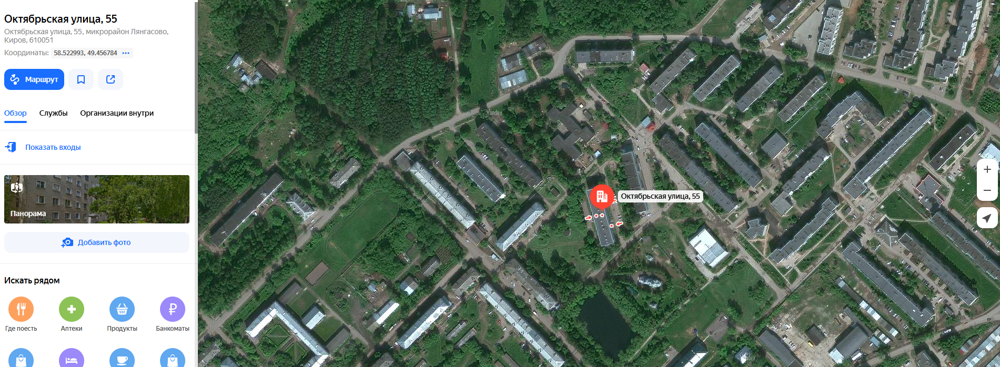 Октябрьская улица, 55
Октябрьская улица, 55, микрорайон Лянгасово,
Киров, 610051
Координаты: 58.522993, 49.456784
Маршрут
Обзор Службы Организации внутри
Показать входы
Панорама
Добавить фото
Искать рядом
Где поесть Аптеки Продукты Банкоматы
Yandex
Yandex
Yandex
Октябрьская улица, 55
Yandex